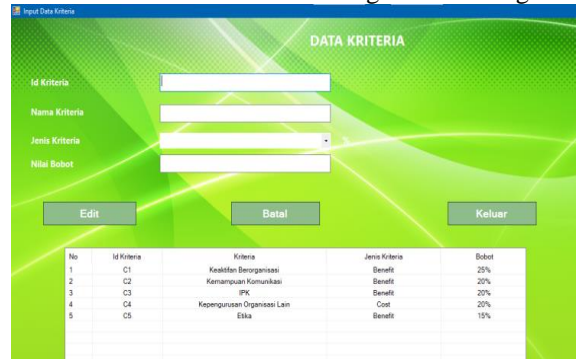 Input Data Kriteria
DATA KRITERIA
Id Kriteria
Nama Kriteria
Jenis Kriteria
Nilai Bobot
Edit Batal Keluar
No Id Kriteria Kriteria Jenis Kriteria Bobot
1 C1 Keaktifan Berorganisasi Benefit 25%
2 C2 Kemampuan Komunikasi Benefit 20%
3 C3 IPK Benefit 20%
4 C4 Kepengurusan Organisasi Lain Cost 20%
5 C5 Etika Benefit 15%